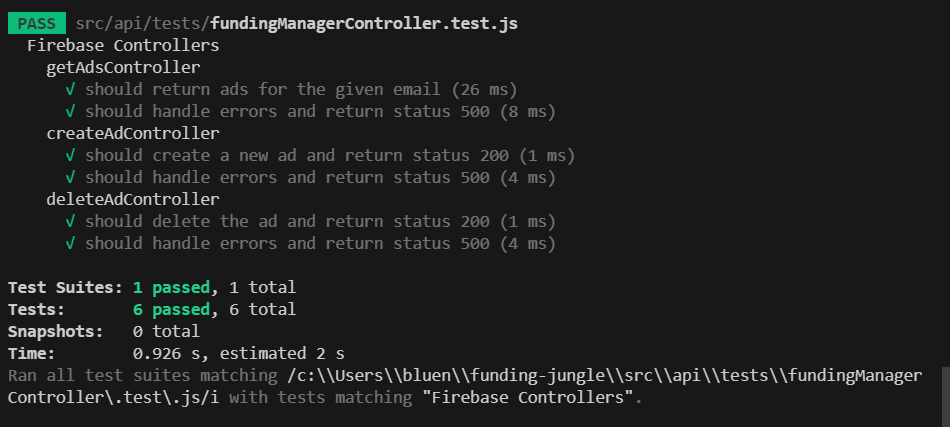 PASS src/api/tests/fundingManagerController.test.js
Firebase Controllers
getAdsController
√ should return ads for the given email (26 ms)
√ should handle errors and return status 500 (8 ms)
createAdController
√ should create a new ad and return status 200 (1 ms)
√ should handle errors and return status 500 (4 ms)
deleteAdController
√ should delete the ad and return status 200 (1 ms)
√ should handle errors and return status 500 (4 ms)
Test Suites: 1 passed, 1 total
Tests: 6 passed, 6 total
Snapshots: 0 total
Time: 0.926 s, estimated 2 s
Ran all test suites matching /c:\\Users\\bluen\\funding-jungle\\src\\api\\tests\\fundingManager
Controller\.test\.js/i with tests matching "Firebase Controllers".